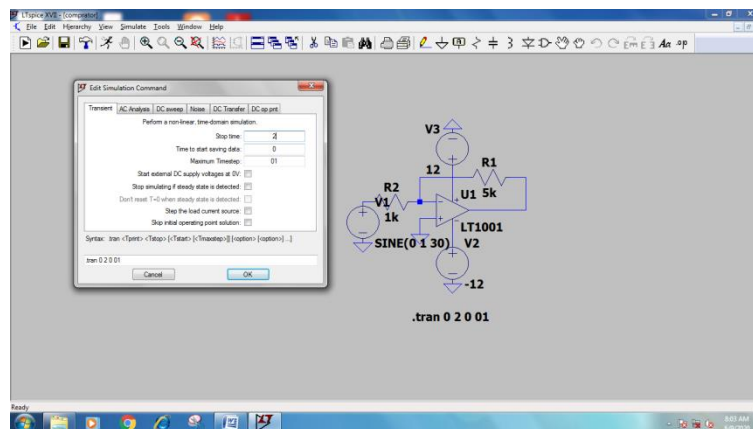 LTspice XVII - [comprator]
File Edit Hierarchy View Simulate Tools Window Help
Edit Simulation Command
Transient AC Analysis DC sweep Noise DC Transfer DC op pnt
Perform a non-linear, time-domain simulation.
Stop time: 2
Time to start saving data: 0
Maximum Timestep: 01
Start external DC supply voltages at 0V:
Stop simulating if steady state is detected:
Don't reset T=0 when steady state is detected:
Step the load current source:
Skip initial operating point solution:
Syntax: .tran <Tprint> <Tstop> [<Tstart> [<Tmaxstep>]] [<option> [<option>] ...]
.tran 0 2 0 01
Cancel OK
V3
12
R1
5k
R2
1k
V1
SINE(0 1 30)
U1
LT1001
V2
-12
.tran 0 2 0 01
Ready
8:03 AM